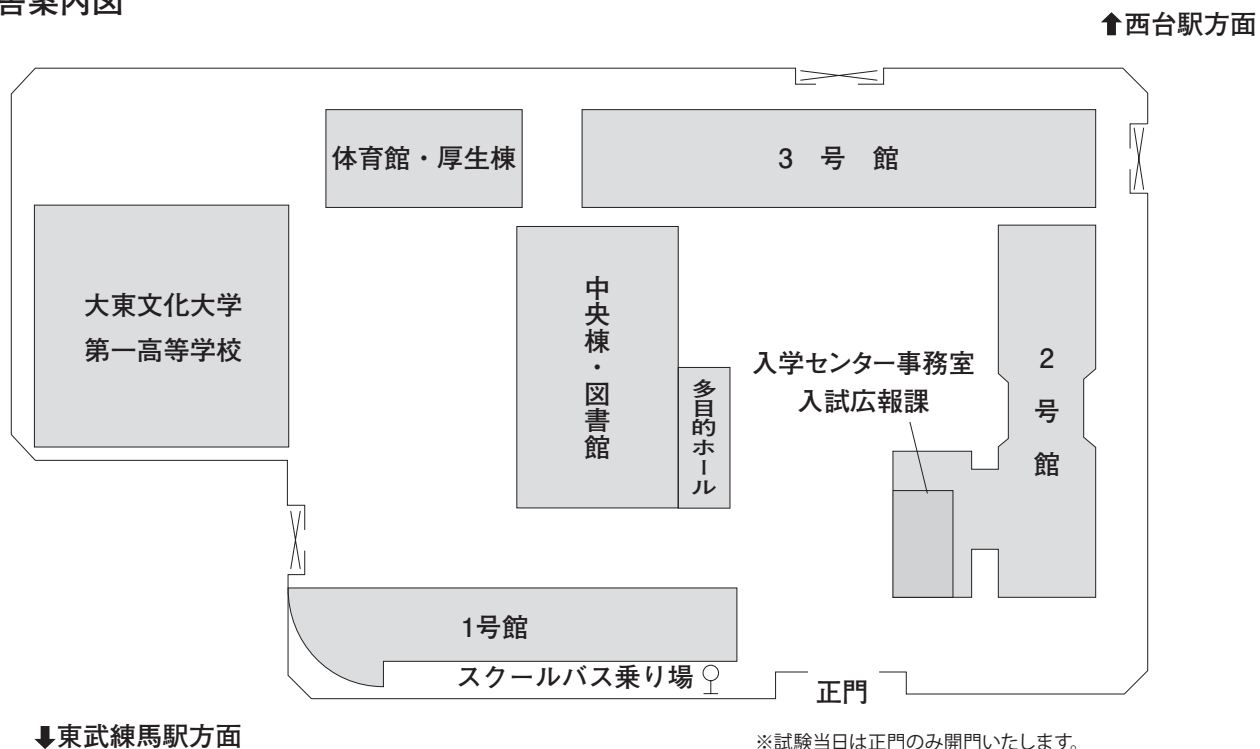 案内図
⬆西台駅方面
体育館・厚生棟
3 号 館
大東文化大学
第一高等学校
中央棟・図書館
多目的ホール
入学センター事務室
入試広報課
2号館
1号館
スクールバス乗り場
正門
⬇東武練馬駅方面
※試験当日は正門のみ開門いたします。